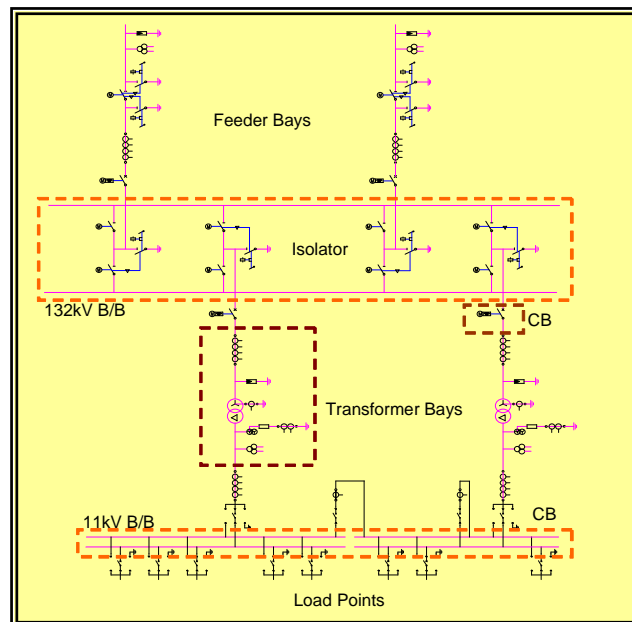 Feeder Bays
Isolator
132kV B/B
CB
Transformer Bays
11kV B/B
CB
Load Points